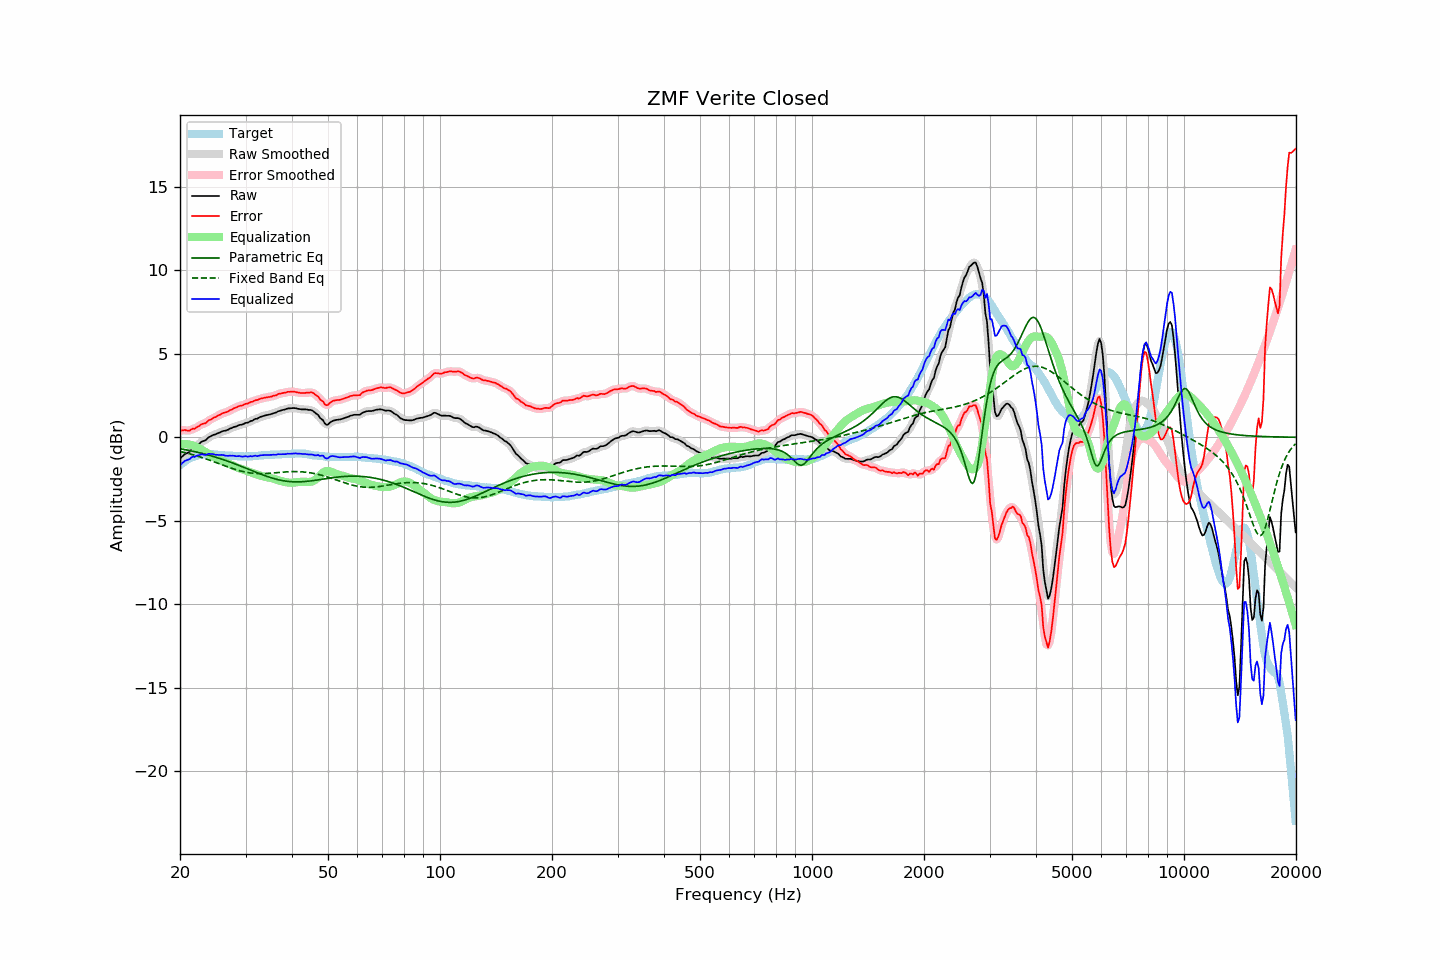 ZMF Verite Closed
Target
Raw Smoothed
Error Smoothed
Raw
Error
Equalization
Parametric Eq
Fixed Band Eq
Equalized
15
10
5
0
−5
−10
−15
−20
Amplitude (dBr)
20 50 100 200 500 1000 2000 5000 10000 20000
Frequency (Hz)